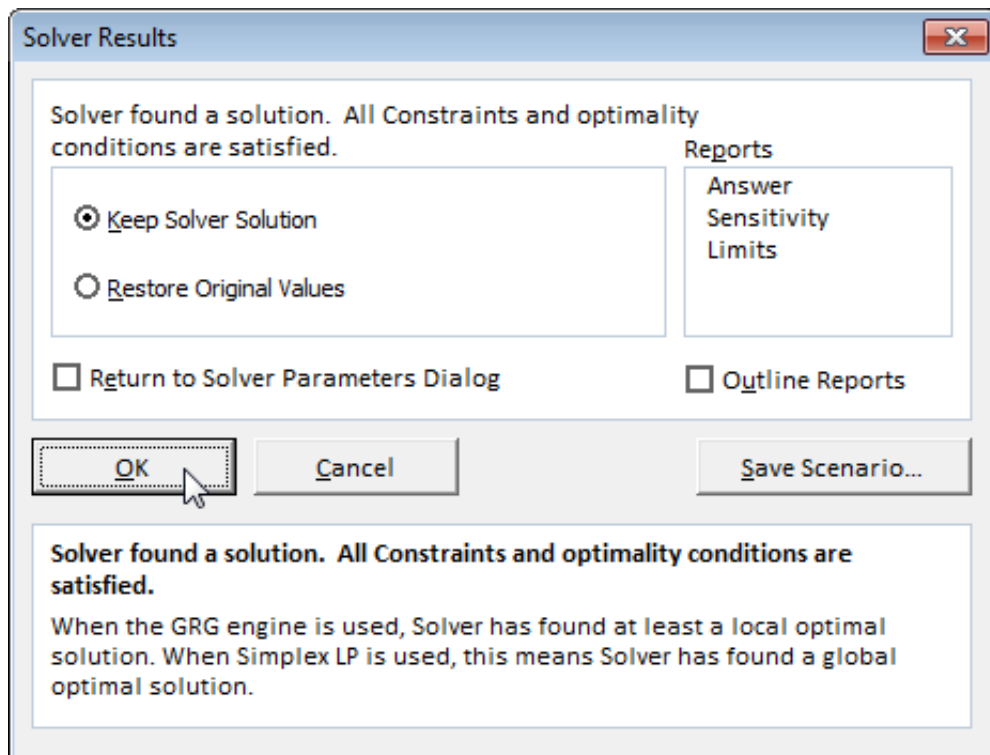 Solver Results
Solver found a solution.  All Constraints and optimality
conditions are satisfied.
Reports
Keep Solver Solution
Restore Original Values
Answer
Sensitivity
Limits
Return to Solver Parameters Dialog
Outline Reports
OK
Cancel
Save Scenario...
Solver found a solution.  All Constraints and optimality conditions are
satisfied.
When the GRG engine is used, Solver has found at least a local optimal
solution. When Simplex LP is used, this means Solver has found a global
optimal solution.